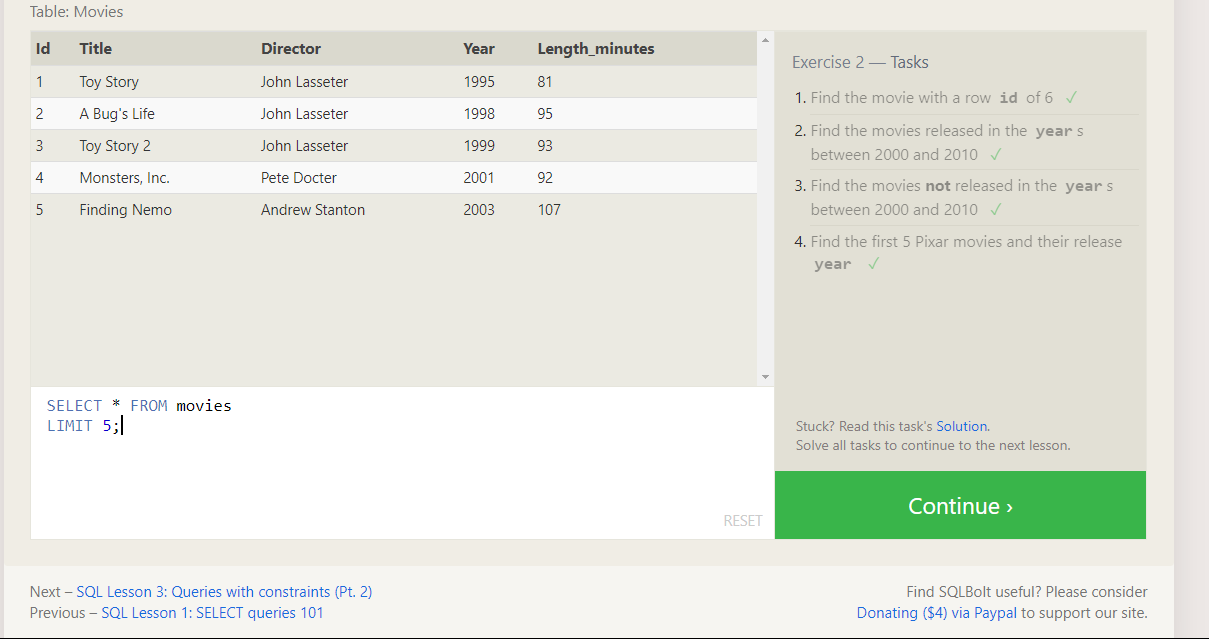 Table: Movies
Id Title Director Year Length_minutes
1 Toy Story John Lasseter 1995 81
2 A Bug's Life John Lasseter 1998 95
3 Toy Story 2 John Lasseter 1999 93
4 Monsters, Inc. Pete Docter 2001 92
5 Finding Nemo Andrew Stanton 2003 107
SELECT * FROM movies
LIMIT 5;
RESET
Exercise 2 — Tasks
1. Find the movie with a row id of 6 ✓
2. Find the movies released in the year s
between 2000 and 2010 ✓
3. Find the movies not released in the year s
between 2000 and 2010 ✓
4. Find the first 5 Pixar movies and their release
year ✓
Stuck? Read this task's Solution.
Solve all tasks to continue to the next lesson.
Continue ›
Next – SQL Lesson 3: Queries with constraints (Pt. 2)
Previous – SQL Lesson 1: SELECT queries 101
Find SQLBolt useful? Please consider
Donating ($4) via Paypal to support our site.